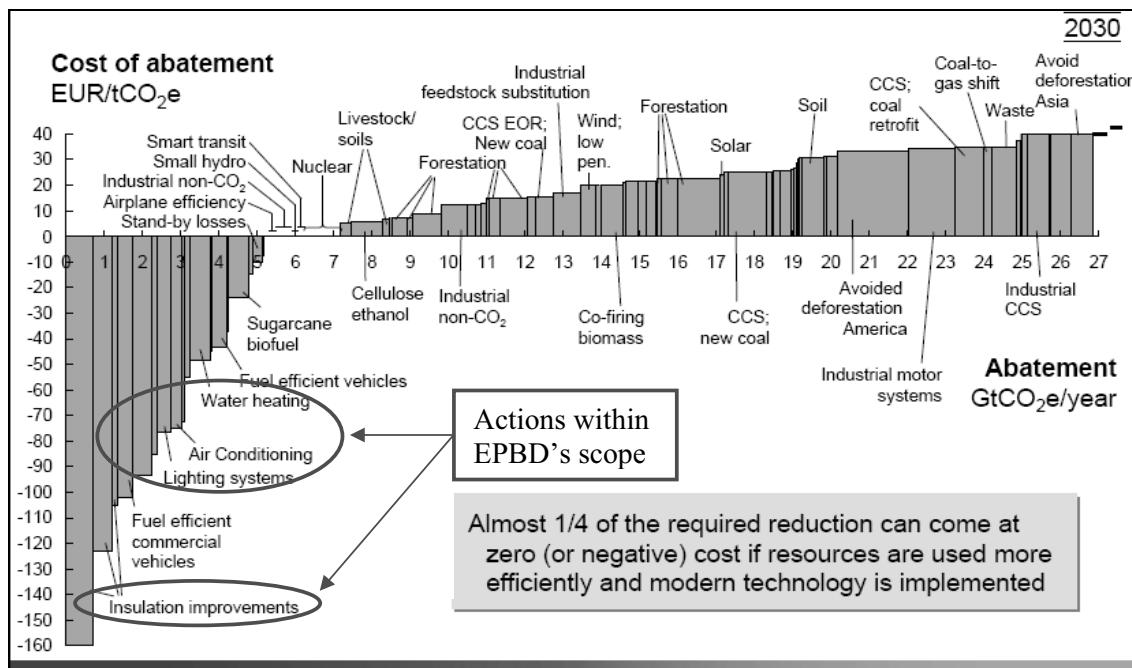 2030
Cost of abatement
EUR/tCO2e
40
30
20
10
0
-10
-20
-30
-40
-50
-60
-70
-80
-90
-100
-110
-120
-130
-140
-150
-160
0 1 2 3 4 5 6 7 8 9 10 11 12 13 14 15 16 17 18 19 20 21 22 23 24 25 26 27
Smart transit
Small hydro
Industrial non-CO2
Airplane efficiency
Stand-by losses
Nuclear
Livestock/
soils
Forestation
CCS EOR;
New coal
Industrial
feedstock substitution
Wind;
low
pen.
Forestation
Solar
Soil
CCS;
coal
retrofit
Coal-to-
gas shift
Waste
Avoid
deforestation
Asia
Sugarcane
biofuel
Fuel efficient vehicles
Water heating
Air Conditioning
Lighting systems
Fuel efficient
commercial
vehicles
Insulation improvements
Cellulose
ethanol
Industrial
non-CO2
Co-firing
biomass
CCS;
new coal
Avoided
deforestation
America
Industrial motor
systems
Industrial
CCS
Abatement
GtCO2e/year
Actions within
EPBD’s scope
Almost 1/4 of the required reduction can come at
zero (or negative) cost if resources are used more
efficiently and modern technology is implemented